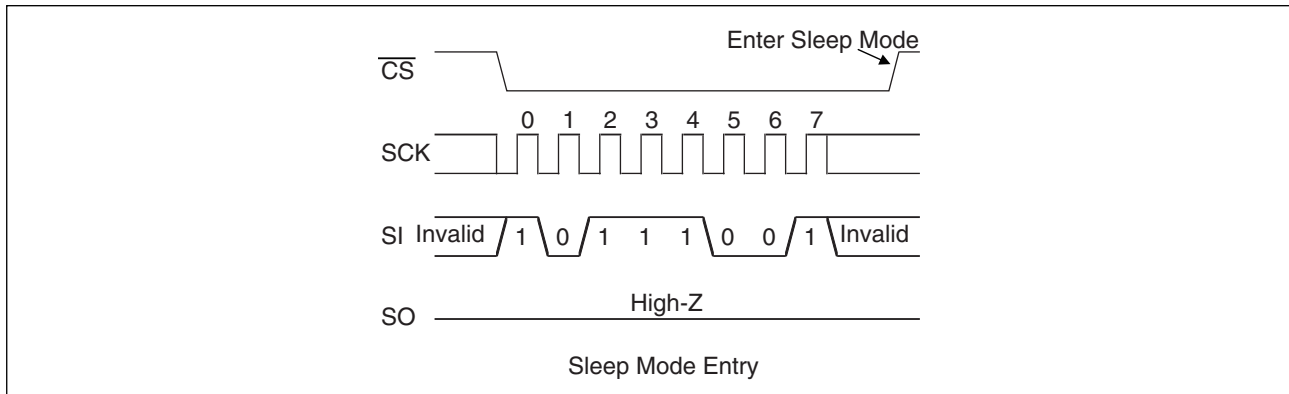 Enter Sleep Mode
CS
0 1 2 3 4 5 6 7
SCK
SI Invalid 1 0 1 1 1 0 0 1 Invalid
High-Z
SO
Sleep Mode Entry